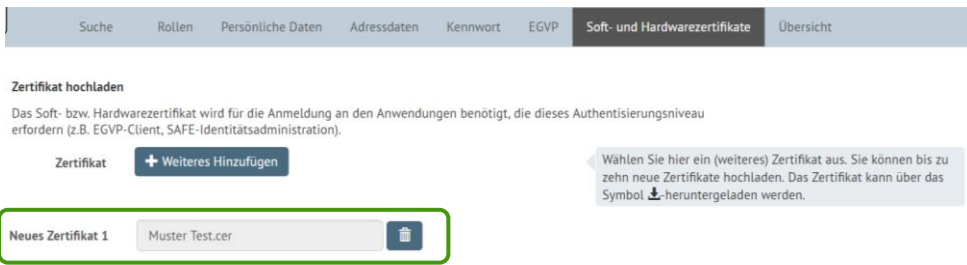 Suche Rollen Persönliche Daten Adressdaten Kennwort EGVP Soft- und Hardwarezertifikate Übersicht
Zertifikat hochladen
Das Soft- bzw. Hardwarezertifikat wird für die Anmeldung an den Anwendungen benötigt, die dieses Authentisierungsniveau
erfordern (z.B. EGVP-Client, SAFE-Identitätsadministration).
Zertifikat + Weiteres Hinzufügen
Wählen Sie hier ein (weiteres) Zertifikat aus. Sie können bis zu
zehn neue Zertifikate hochladen. Das Zertifikat kann über das
Symbol -heruntergeladen werden.
Neues Zertifikat 1 Muster Test.cer